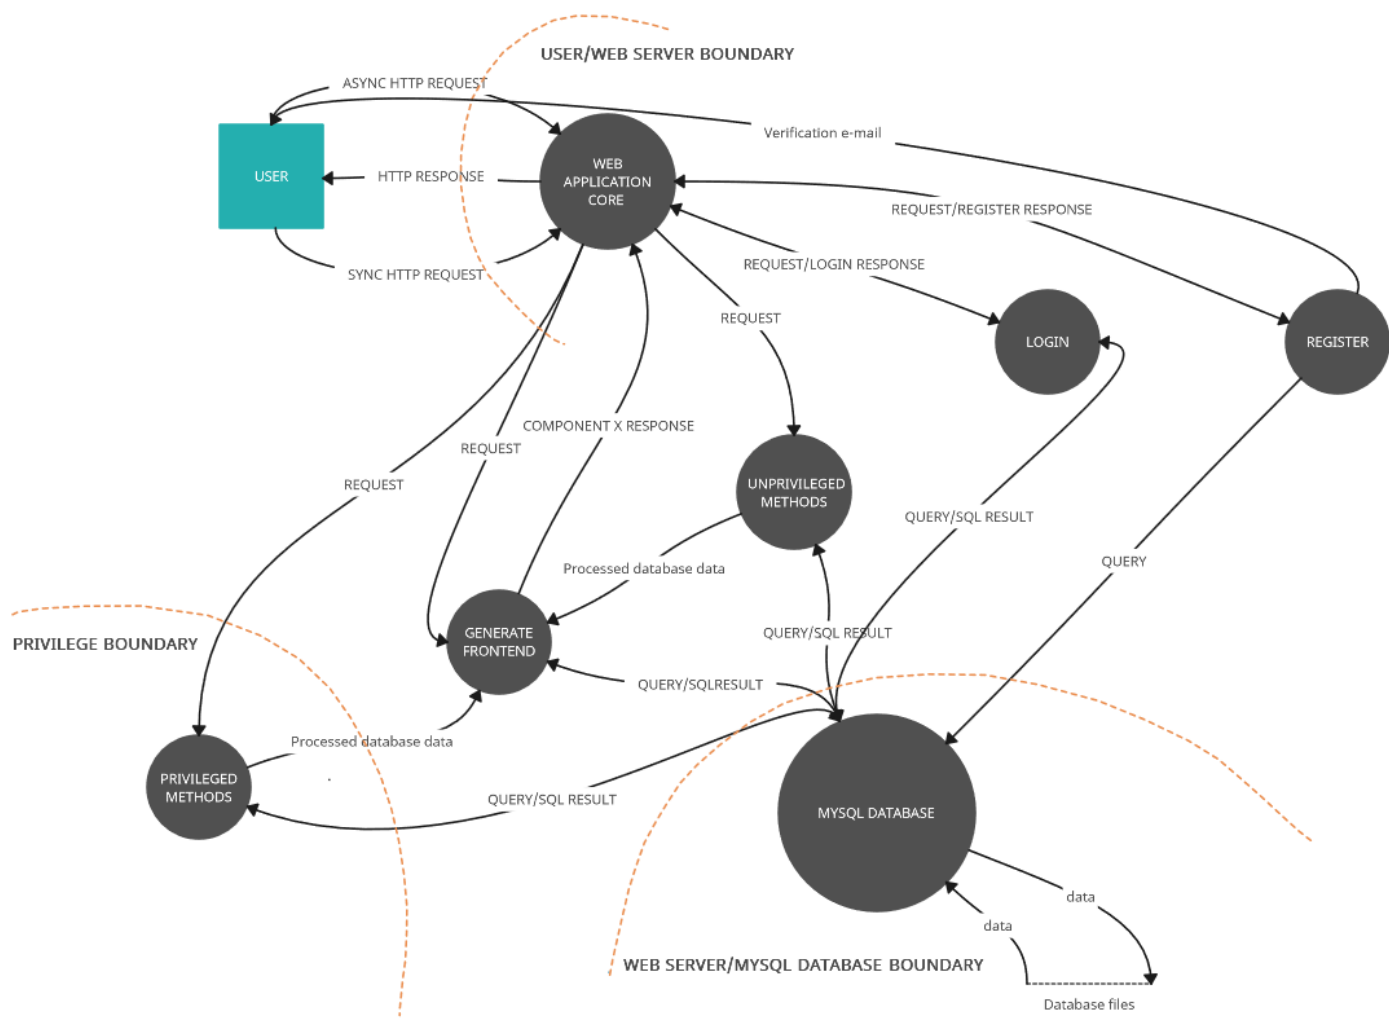 USER/WEB SERVER BOUNDARY
ASYNC HTTP REQUEST
Verification e-mail
USER
HTTP RESPONSE
WEB
APPLICATION
CORE
REQUEST/REGISTER RESPONSE
SYNC HTTP REQUEST
REQUEST/LOGIN RESPONSE
REQUEST
LOGIN
REGISTER
COMPONENT X RESPONSE
REQUEST
REQUEST
UNPRIVILEGED
METHODS
QUERY/SQL RESULT
QUERY
Processed database data
PRIVILEGE BOUNDARY
GENERATE
FRONTEND
QUERY/SQL RESULT
QUERY/SQLRESULT
Processed database data
PRIVILEGED
METHODS
QUERY/SQL RESULT
MYSQL DATABASE
data
data
WEB SERVER/MYSQL DATABASE BOUNDARY
Database files